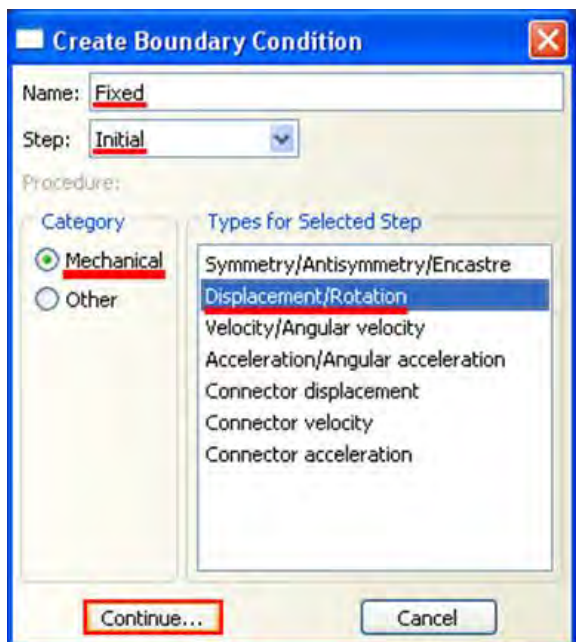 Create Boundary Condition
Name: Fixed
Step: Initial
Procedure:
Category
Mechanical
Other
Types for Selected Step
Symmetry/Antisymmetry/Encastre
Displacement/Rotation
Velocity/Angular velocity
Acceleration/Angular acceleration
Connector displacement
Connector velocity
Connector acceleration
Continue...
Cancel